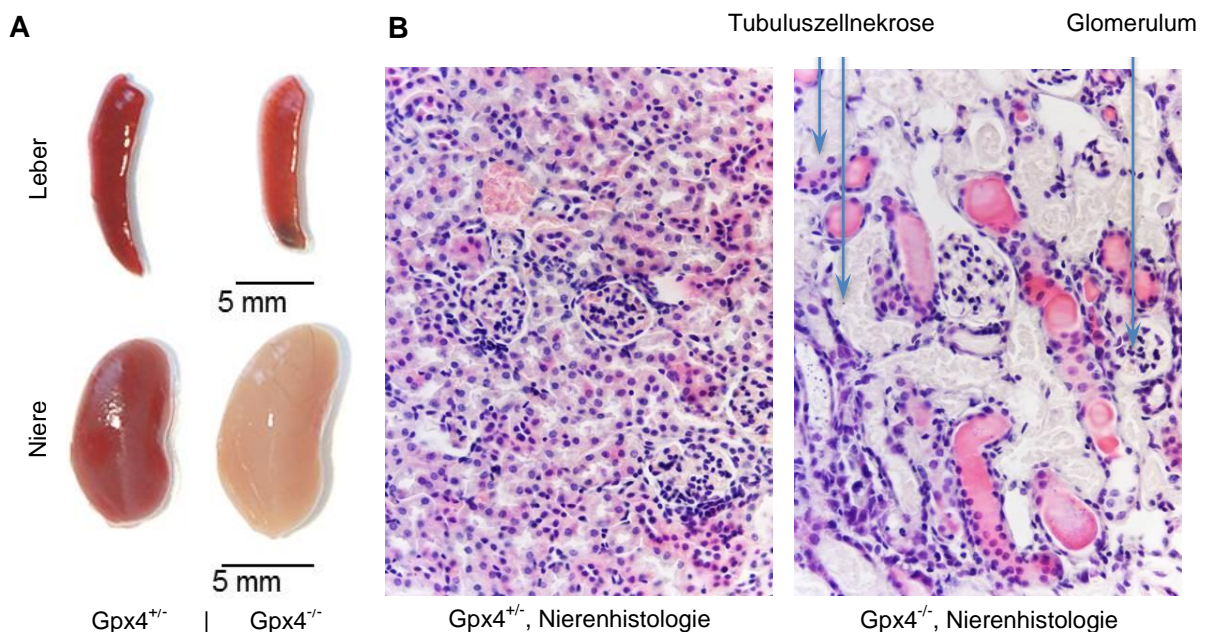 A
B
Tubuluszellnekrose
Glomerulum
Leber
5 mm
Niere
5 mm
Gpx4+/- | Gpx4-/-
Gpx4+/-, Nierenhistologie
Gpx4-/-, Nierenhistologie